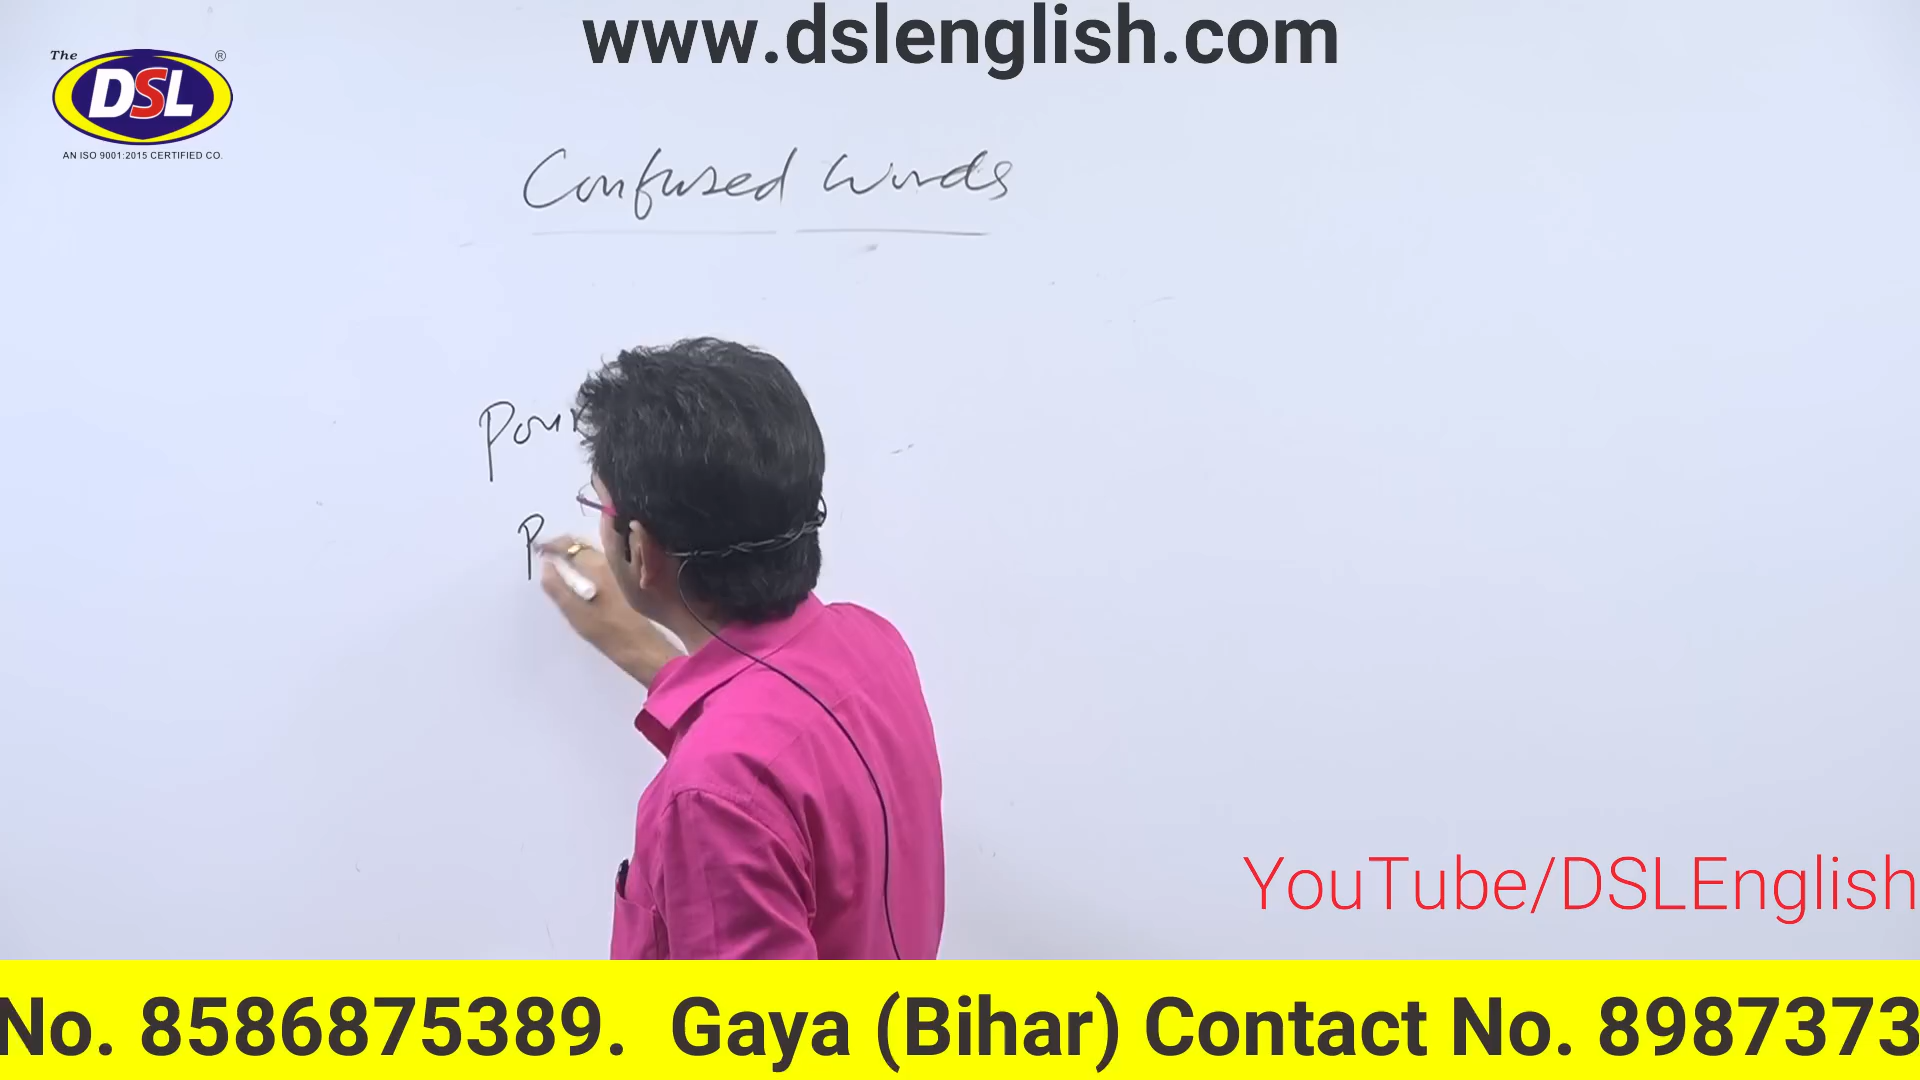 www.dslenglish.com
The
DSL ®
AN ISO 9001:2015 CERTIFIED CO.
Confused Words
Pour
P
YouTube/DSLEnglish
No. 8586875389. Gaya (Bihar) Contact No. 8987373